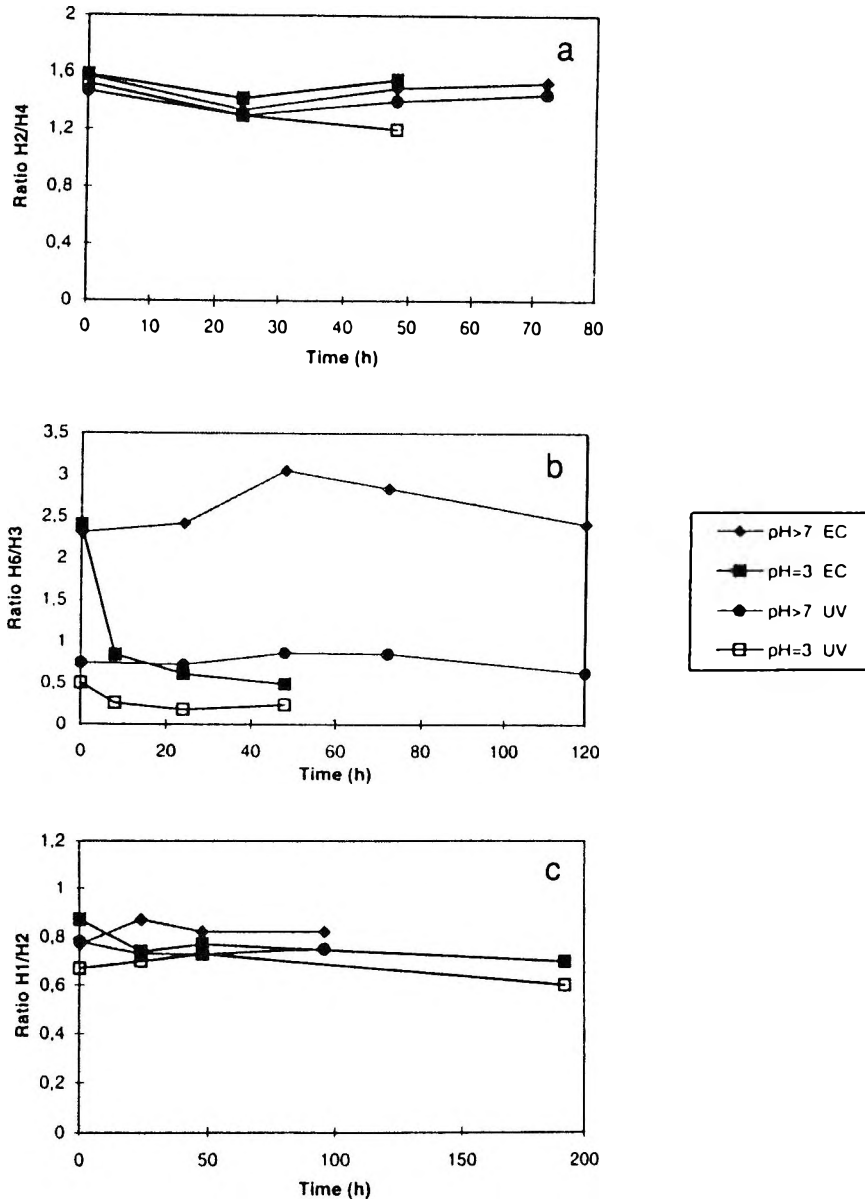 a
2
1,6
1,2
0,8
0,4
0
Ratio H2/H4
0 10 20 30 40 50 60 70 80
Time (h)
b
3,5
3
2,5
2
1,5
1
0,5
0
Ratio H6/H3
0 20 40 60 80 100 120
Time (h)
pH>7 EC
pH=3 EC
pH>7 UV
pH=3 UV
c
1,2
1
0,8
0,6
0,4
0,2
0
Ratio H1/H2
0 50 100 150 200
Time (h)